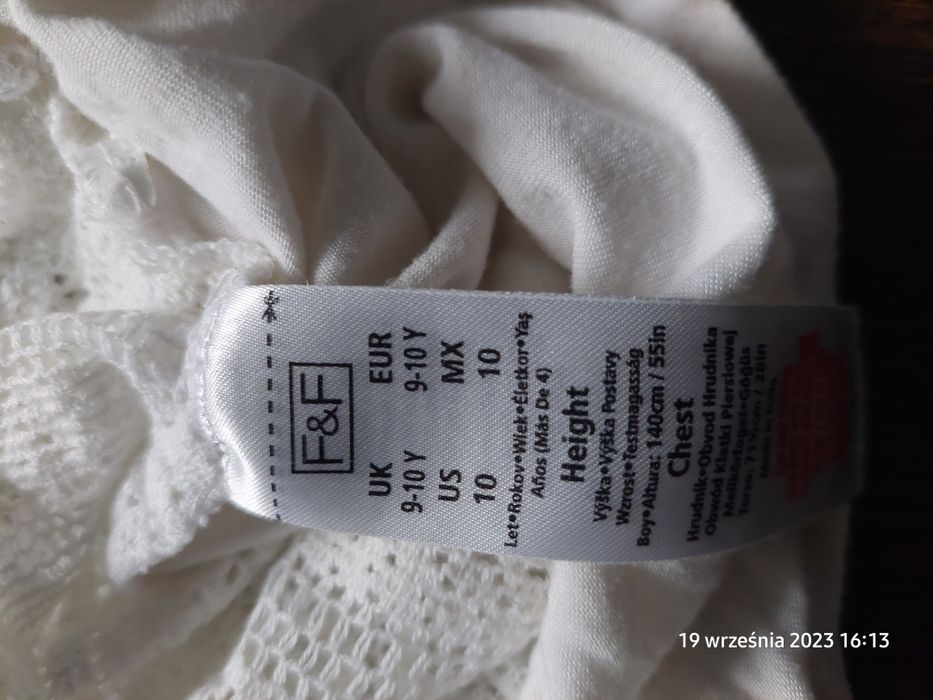 F&F
UK EUR
9-10 Y 9-10 Y
US MX
10 10
Let•Rokov•Wiek•Életkor•Yaş
Años (Más De 4)
Height
Výška•Výška Postavy
Wzrost•Testmagasság
Boy•Altura: 140cm / 55in
Chest
Hrudník•Obvod Hrudníka
Obwód Klatki Piersiowej
Mellkőrfogat•Göğüs
19 września 2023 16:13